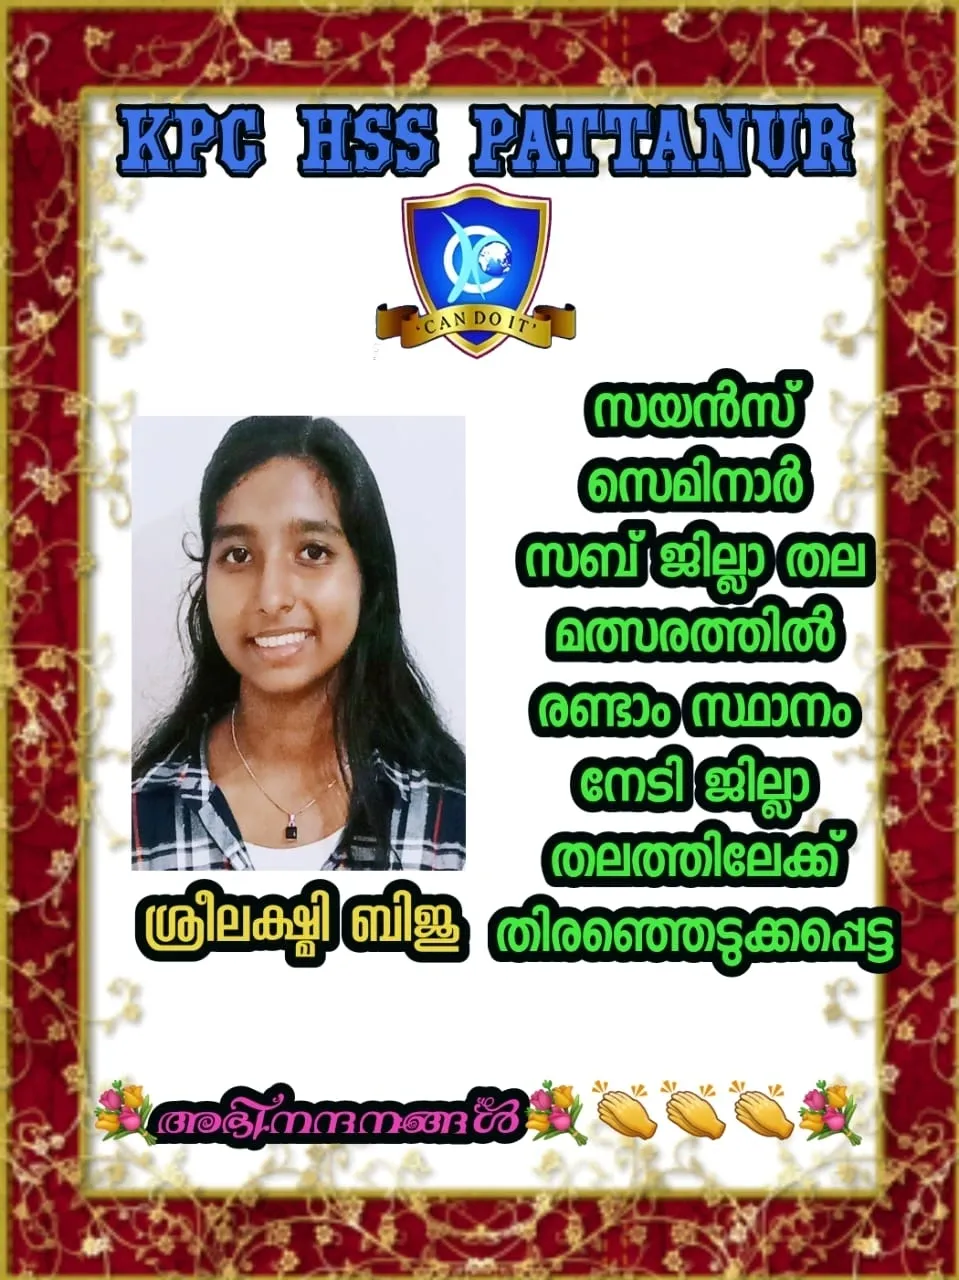 KPC HSS PATTANUR
'CAN DO IT'
സയൻസ്
സെമിനാർ
സബ് ജില്ലാ തല
മത്സരത്തിൽ
രണ്ടാം സ്ഥാനം
നേടി ജില്ലാ
തലത്തിലേക്ക്
തിരഞ്ഞെടുക്കപ്പെട്ട
ശ്രീലക്ഷ്മി ബിജു
അഭിനന്ദനങ്ങൾ